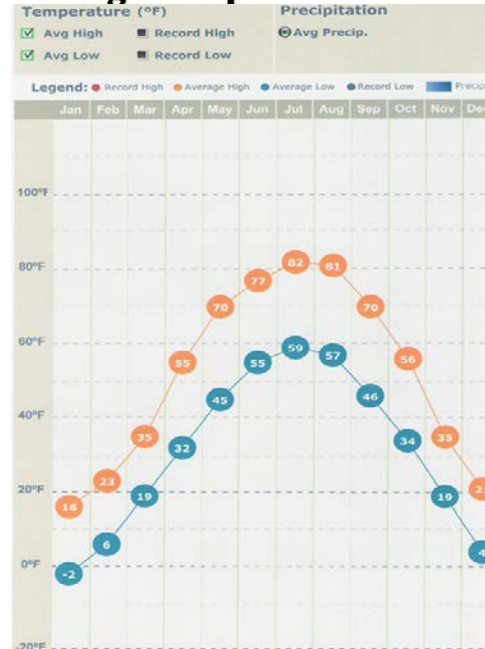 Temperature (°F)
Precipitation
Avg High
Record High
Avg Precip.
Avg Low
Record Low
Legend: Record High Average High Average Low Record Low
Jan Feb Mar Apr May Jun Jul Aug Sep Oct Nov
100°F
80°F
82 81
77
70 70
60°F
59 57
55 55 56
45 46
40°F
35 35
32 34
23
20°F
19 19
16
6
0°F
-2
-20°F